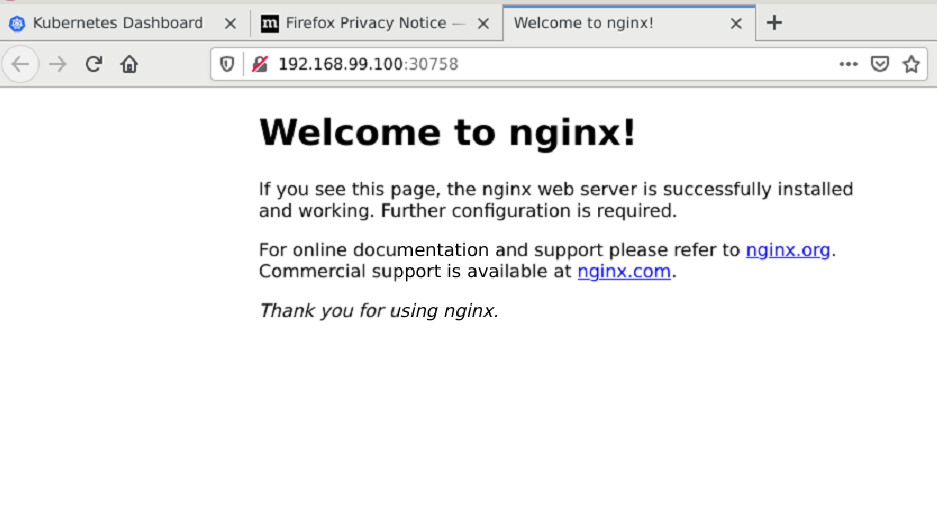 Kubernetes Dashboard
Firefox Privacy Notice —
Welcome to nginx!
192.168.99.100:30758
Welcome to nginx!
If you see this page, the nginx web server is successfully installed
and working. Further configuration is required.
For online documentation and support please refer to nginx.org.
Commercial support is available at nginx.com.
Thank you for using nginx.